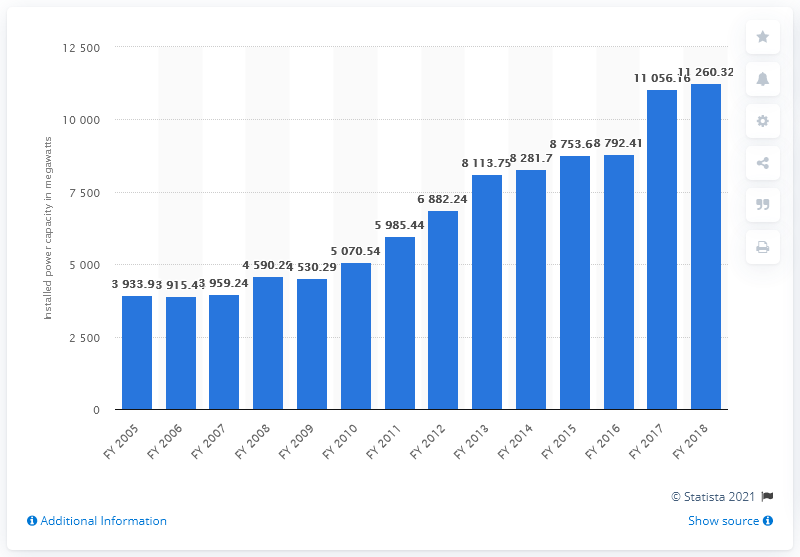 12 500
10 000
7 500
5 000
2 500
0
Installed power capacity in megawatts
3 933.9
3 915.4
3 959.24
4 590.29
4 530.29
5 070.54
5 985.44
6 882.24
8 113.75
8 281.7
8 753.6
8 792.41
11 056.16
11 260.32
FY 2005
FY 2006
FY 2007
FY 2008
FY 2009
FY 2010
FY 2011
FY 2012
FY 2013
FY 2014
FY 2015
FY 2016
FY 2017
FY 2018
© Statista 2021
Additional Information
Show source